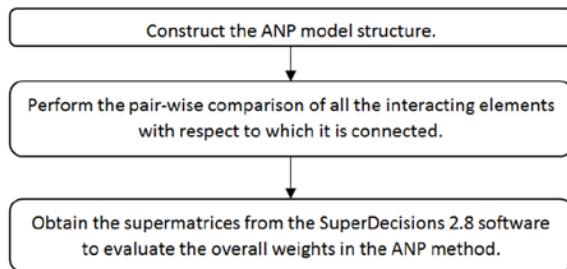 Construct the ANP model structure.
Perform the pair-wise comparison of all the interacting elements
with respect to which it is connected.
Obtain the supermatrices from the SuperDecisions 2.8 software
to evaluate the overall weights in the ANP method.